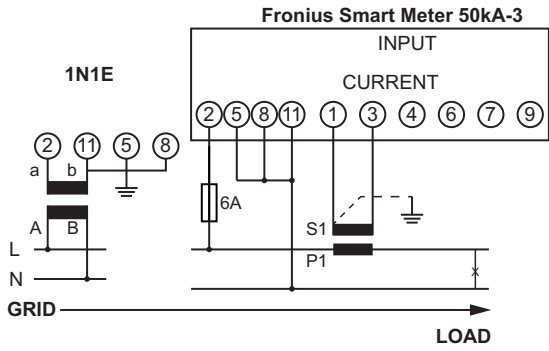 Fronius Smart Meter 50kA-3
INPUT
1N1E
CURRENT
2 5 8 11 1 3 4 6 7 9
2 11 5 8
a b
6A
A B
S1
L
P1
x
N
GRID
LOAD